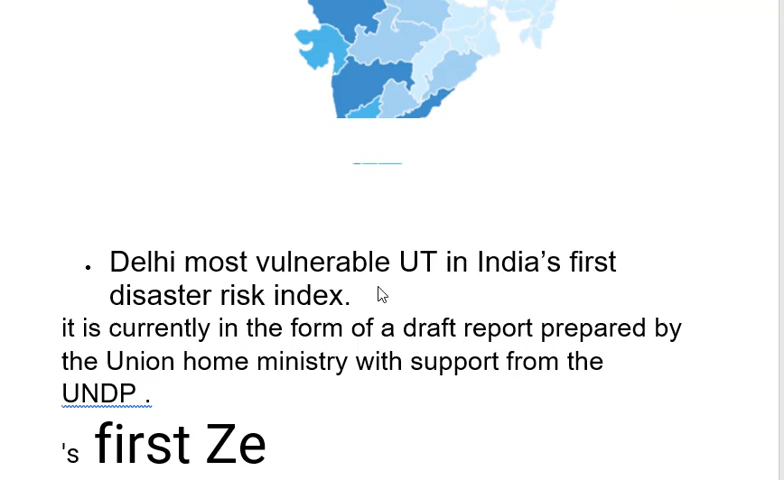 • Delhi most vulnerable UT in India’s first
disaster risk index.
it is currently in the form of a draft report prepared by
the Union home ministry with support from the
UNDP .
's first Ze